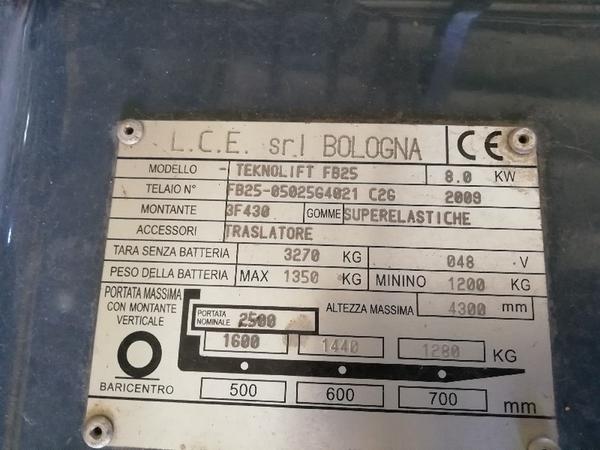 L.C.E. srl BOLOGNA CE
MODELLO - TEKNOLIFT FB25 8.0 KW
TELAIO N° FB25-05025G4021 C2G 2009
MONTANTE 3F430 GOMME SUPERELASTICHE
ACCESSORI TRASLATORE
TARA SENZA BATTERIA 3270 KG 048 V
PESO DELLA BATTERIA MAX 1350 KG MININO 1200 KG
PORTATA MASSIMA CON MONTANTE VERTICALE
PORTATA NOMINALE 2500
ALTEZZA MASSIMA 4300 mm
1600 1440 1280 KG
BARICENTRO
500 600 700 mm